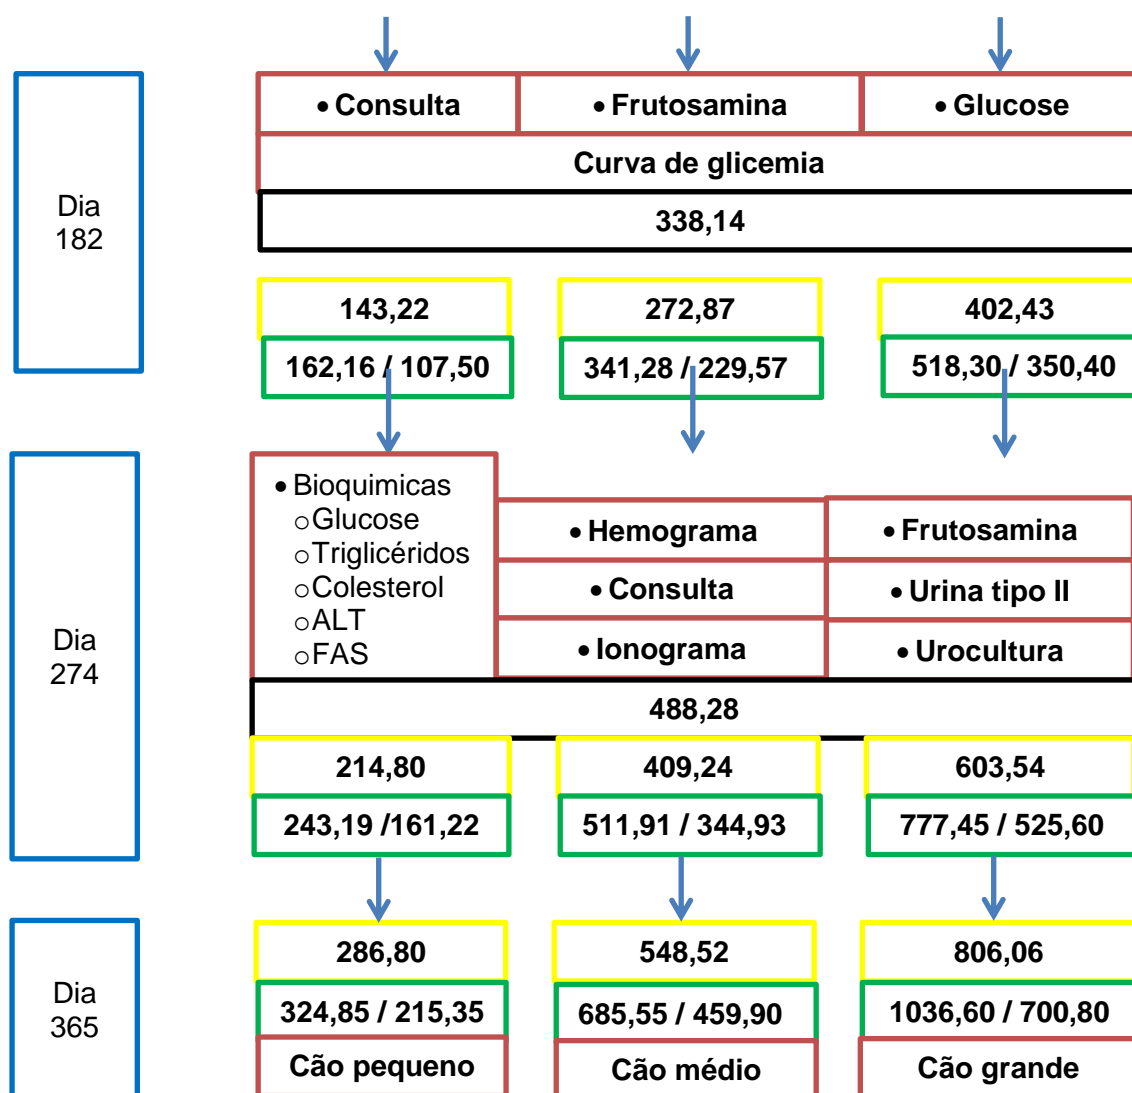 Dia
182
• Consulta
• Frutosamina
• Glucose
Curva de glicemia
338,14
143,22
272,87
402,43
162,16 / 107,50
341,28 / 229,57
518,30 / 350,40
Dia
274
• Bioquimicas
○Glucose
○Triglicéridos
○Colesterol
○ALT
○FAS
• Hemograma
• Consulta
• Ionograma
• Frutosamina
• Urina tipo II
• Urocultura
488,28
214,80
409,24
603,54
243,19 /161,22
511,91 / 344,93
777,45 / 525,60
Dia
365
286,80
548,52
806,06
324,85 / 215,35
685,55 / 459,90
1036,60 / 700,80
Cão pequeno
Cão médio
Cão grande